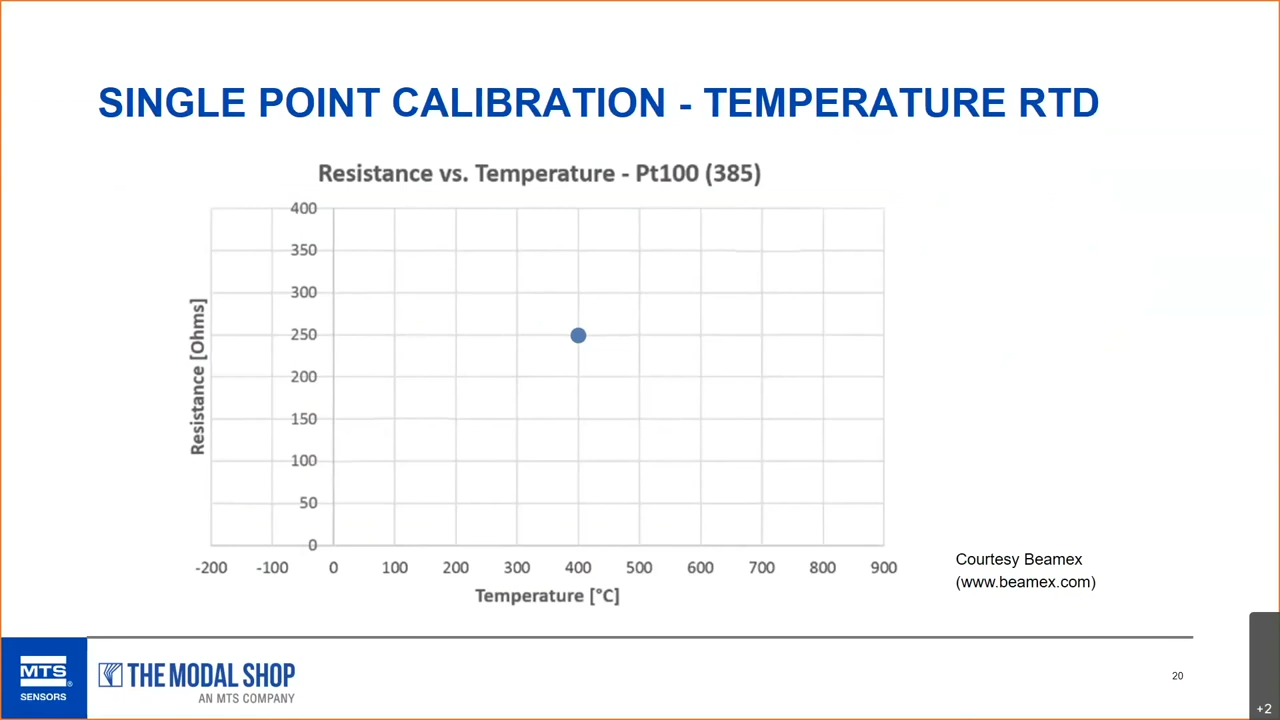 SINGLE POINT CALIBRATION - TEMPERATURE RTD
Resistance vs. Temperature - Pt100 (385)
Resistance [Ohms]
400
350
300
250
200
150
100
50
0
-200 -100 0 100 200 300 400 500 600 700 800 900
Temperature [°C]
Courtesy Beamex
(www.beamex.com)
MTS®
SENSORS
THE MODAL SHOP
AN MTS COMPANY
20
+2